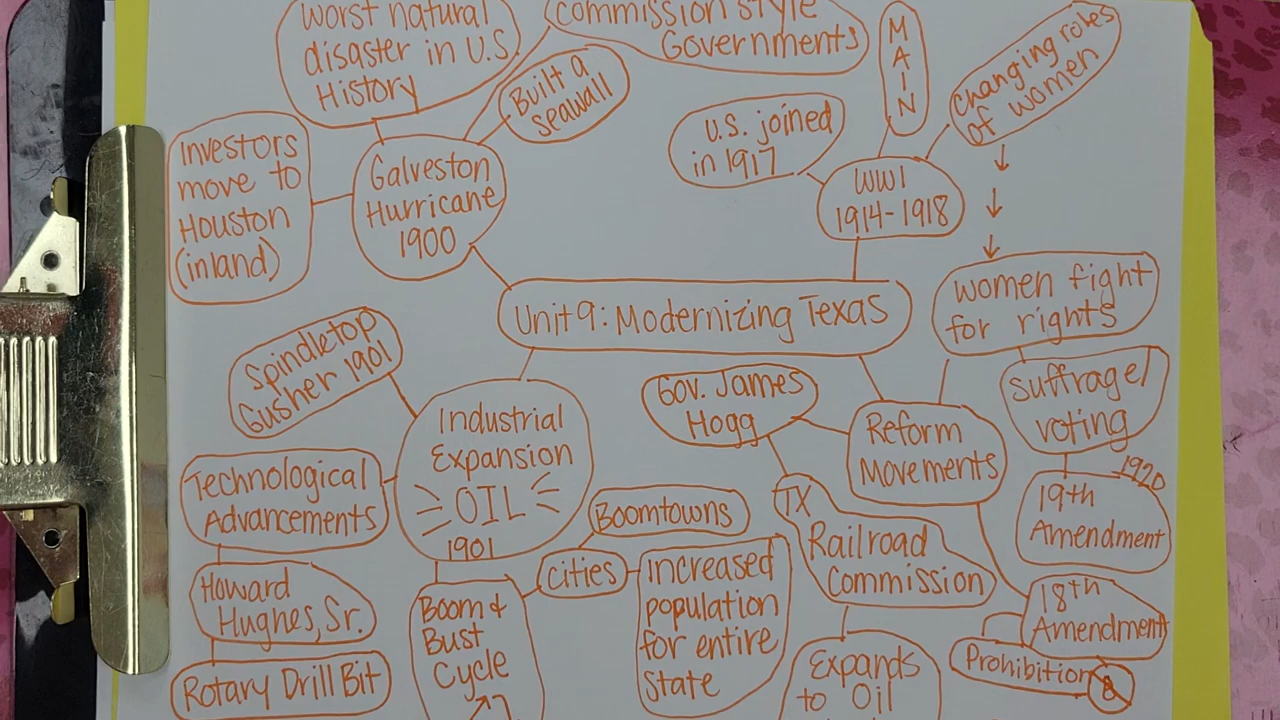 worst natural
disaster in U.S.
History
Commission Style
Governments
Built a
seawall
MAIN
Changing roles
of women
Investors
move to
Houston
(inland)
Galveston
Hurricane
1900
U.S. joined
in 1917
WWI
1914-1918
Unit 9: Modernizing Texas
women fight
for rights
Spindletop
Gusher 1901
Industrial
Expansion
OIL
1901
Gov. James
Hogg
Reform
Movements
Suffrage/
voting
1920
19th
Amendment
Technological
Advancements
Boomtowns
Cities
Increased
population
for entire
State
TX
Railroad
Commission
18th
Amendment
Prohibition
Howard
Hughes, Sr.
Rotary Drill Bit
Boom &
Bust
Cycle
Expands
to Oil